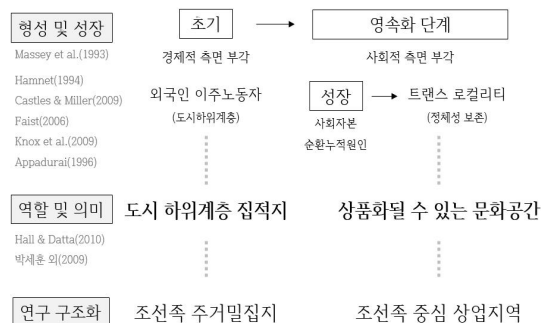 형성 및 성장
초기
영속화 단계
Massey et al.(1993)
경제적 측면 부각
사회적 측면 부각
Hamnet(1994)
Castles & Miller(2009)
Faist(2006)
Knox et al.(2009)
Appadurai(1996)
외국인 이주노동자
(도시하위계층)
성장
사회자본
순환누적원인
트랜스 로컬리티
(정체성 보존)
역할 및 의미
도시 하위계층 집적지
상품화될 수 있는 문화공간
Hall & Datta(2010)
박세훈 외(2009)
연구 구조화
조선족 주거밀집지
조선족 중심 상업지역